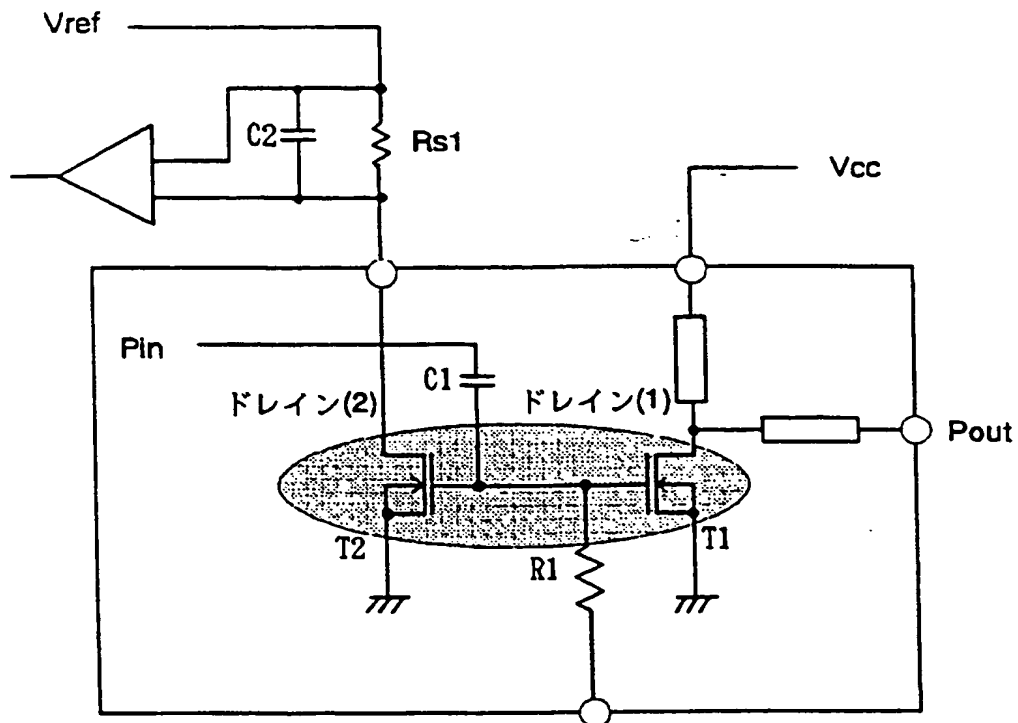 Vref
C2
Rs1
Vcc
Pin
C1
ドレイン(2)
ドレイン(1)
Pout
T2
R1
T1